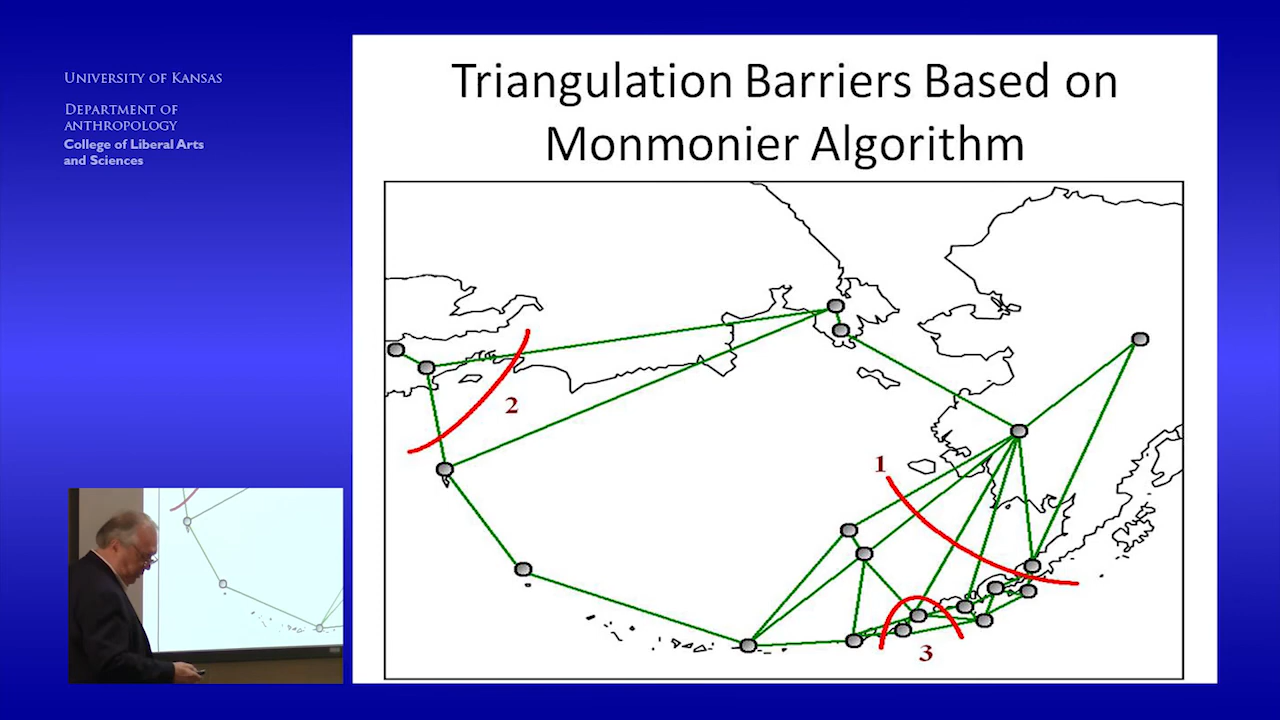 UNIVERSITY OF KANSAS
DEPARTMENT OF
ANTHROPOLOGY
College of Liberal Arts
and Sciences
Triangulation Barriers Based on
Monmonier Algorithm
2
1
3